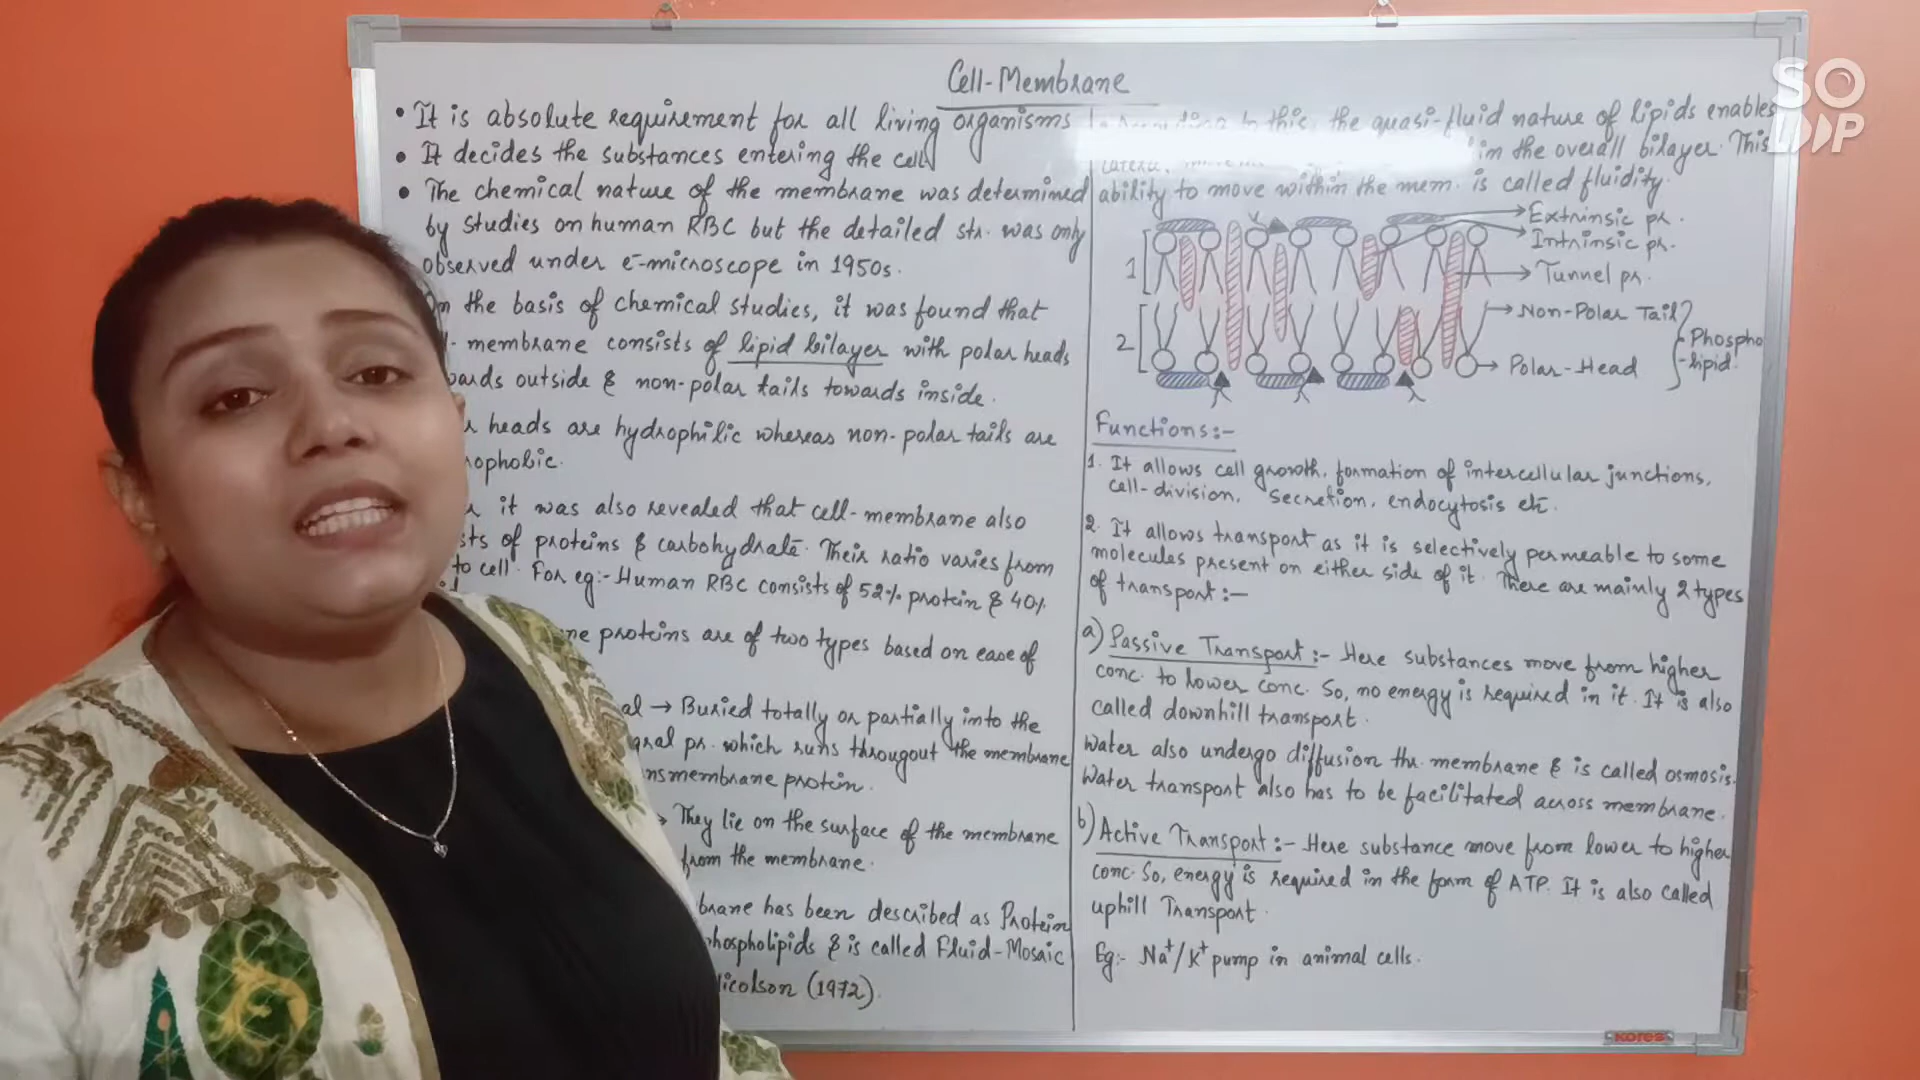 Cell-Membrane
• It is absolute requirement for all living organisms
• It decides the substances entering the cell
• The chemical nature of the membrane was determined
by studies on human RBC but the detailed str. was only
observed under e-microscope in 1950s.
n the basis of chemical studies, it was found that
- membrane consists of lipid bilayer with polar heads
ards outside & non-polar tails towards inside.
heads are hydrophilic whereas non-polar tails are
ophobic.
it was also revealed that cell-membrane also
sts of proteins & carbohydrate. Their ratio varies from
to cell. For eg:- Human RBC consists of 52% protein & 40%
ne proteins are of two types based on ease of
al → Buried totally or partially into the
gral pr. which runs througout the membrane
nsmembrane protein.
They lie on the surface of the membrane
from the membrane.
brane has been described as Protein
phospholipids & is called Fluid-Mosaic
icolson (1972).
to this, the quasi-fluid nature of lipids enables
in the overall bilayer. This
ability to move within the mem. is called fluidity.
Extrinsic pr.
Intrinsic pr.
Tunnel pr.
Non-Polar Tail
Polar-Head
Phospho
-lipid
1
2
Functions:-
1. It allows cell growth, formation of intercellular junctions,
cell-division, secretion, endocytosis etc.
2. It allows transport as it is selectively permeable to some
molecules present on either side of it. There are mainly 2 types
of transport:-
a) Passive Transport:- Here substances move from higher
conc. to lower conc. So, no energy is required in it. It is also
called downhill transport.
Water also undergo diffusion thr. membrane & is called osmosis.
Water transport also has to be facilitated across membrane.
b) Active Transport:- Here substance move from lower to higher
conc. So, energy is required in the form of ATP. It is also called
uphill Transport.
Eg:- Na⁺/K⁺ pump in animal cells.
Kores